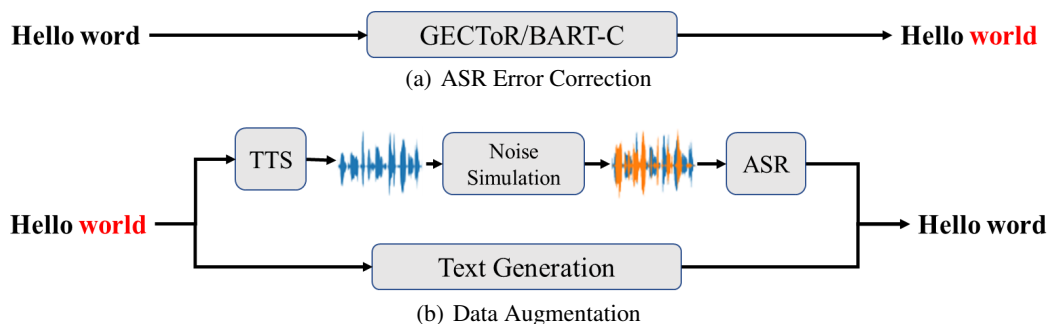 Hello word
GECToR/BART-C
Hello world
(a) ASR Error Correction
TTS
Noise
Simulation
ASR
Hello world
Hello word
Text Generation
(b) Data Augmentation